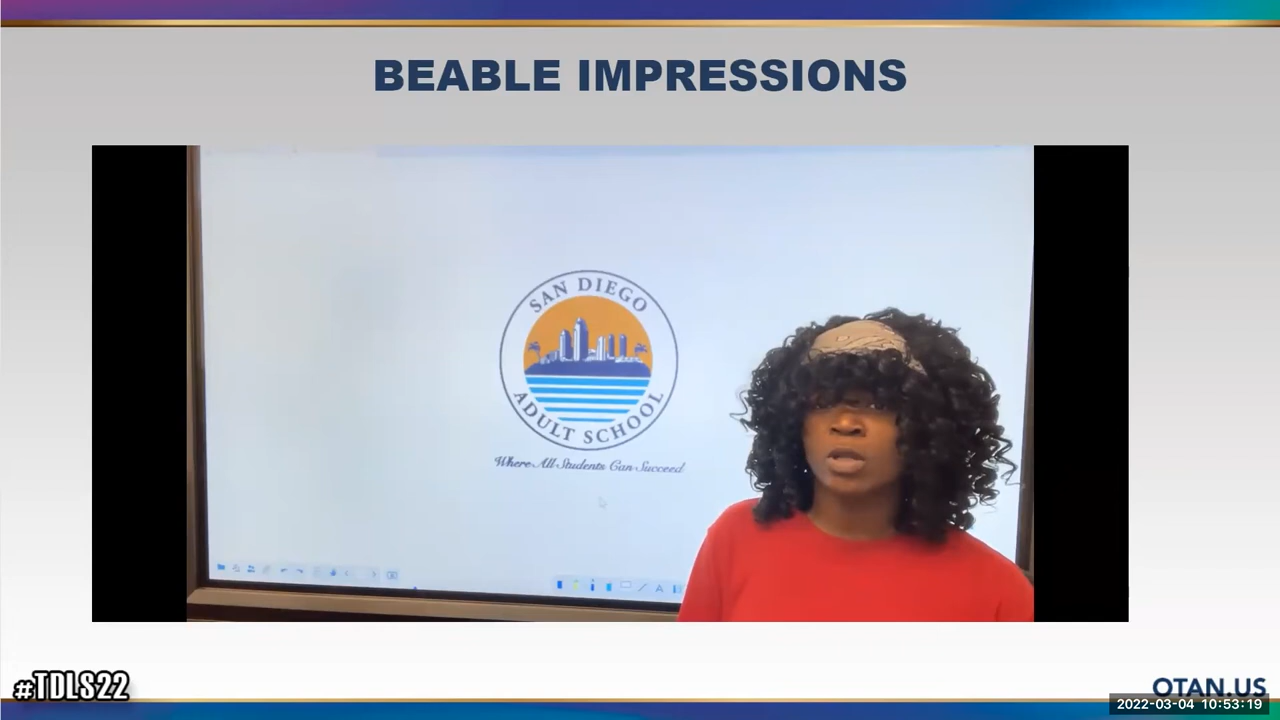 BEABLE IMPRESSIONS
SAN DIEGO
ADULT SCHOOL
Where All Students Can Succeed
A
#TDLS22
OTAN.US
2022-03-04 10:53:19